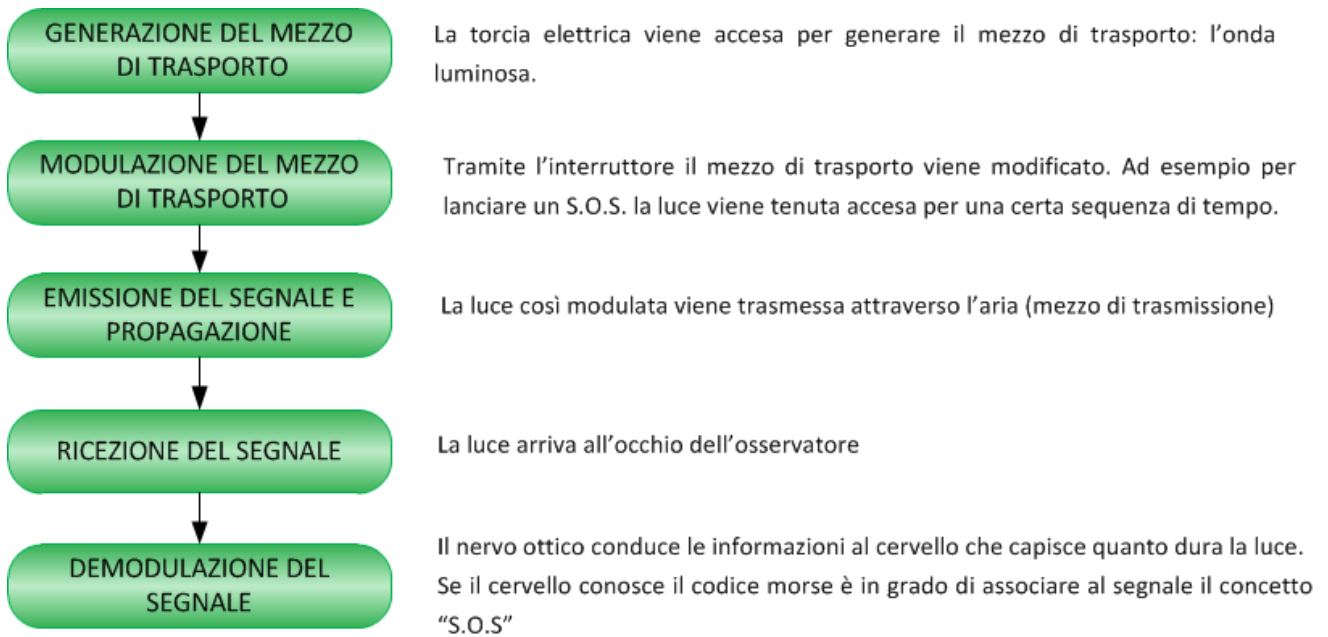 GENERAZIONE DEL MEZZO
DI TRASPORTO
La torcia elettrica viene accesa per generare il mezzo di trasporto: l’onda
luminosa.
MODULAZIONE DEL MEZZO
DI TRASPORTO
Tramite l’interruttore il mezzo di trasporto viene modificato. Ad esempio per
lanciare un S.O.S. la luce viene tenuta accesa per una certa sequenza di tempo.
EMISSIONE DEL SEGNALE E
PROPAGAZIONE
La luce così modulata viene trasmessa attraverso l’aria (mezzo di trasmissione)
RICEZIONE DEL SEGNALE
La luce arriva all’occhio dell’osservatore
DEMODULAZIONE DEL
SEGNALE
Il nervo ottico conduce le informazioni al cervello che capisce quanto dura la luce.
Se il cervello conosce il codice morse è in grado di associare al segnale il concetto
“S.O.S”